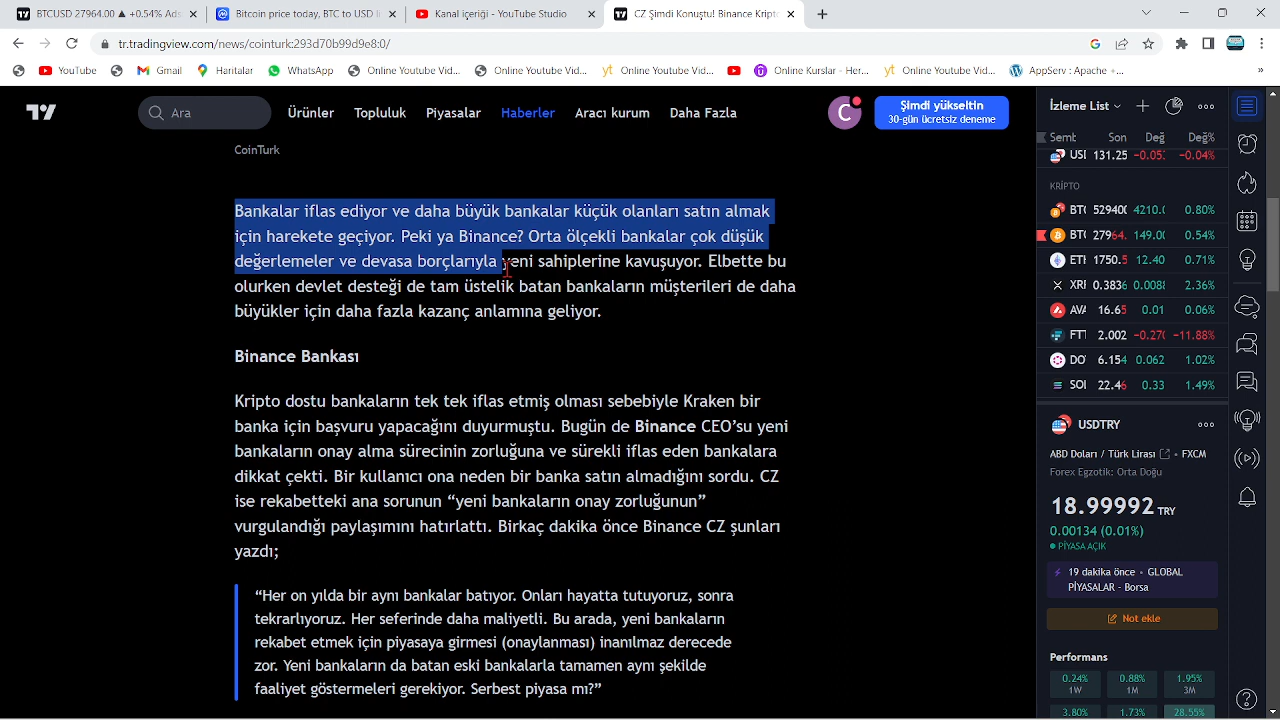 BTCUSD 27964.00 ▲ +0.54% Ads
Bitcoin price today, BTC to USD li
Kanal içeriği - YouTube Studio
CZ Şimdi Konuştu! Binance Kripto
tr.tradingview.com/news/cointurk:293d70b99d9e8:0/
YouTube
Gmail
Haritalar
WhatsApp
Online Youtube Vid...
Online Youtube Vid...
Online Youtube Vid...
Online Kurslar - Her...
Online Youtube Vid...
AppServ : Apache +...
Ara
Ürünler
Topluluk
Piyasalar
Haberler
Aracı kurum
Daha Fazla
C
Şimdi yükseltin
30-gün ücretsiz deneme
CoinTurk
Bankalar iflas ediyor ve daha büyük bankalar küçük olanları satın almak
için harekete geçiyor. Peki ya Binance? Orta ölçekli bankalar çok düşük
değerlemeler ve devasa borçlarıyla yeni sahiplerine kavuşuyor. Elbette bu
olurken devlet desteği de tam üstelik batan bankaların müşterileri de daha
büyükler için daha fazla kazanç anlamına geliyor.
Binance Bankası
Kripto dostu bankaların tek tek iflas etmiş olması sebebiyle Kraken bir
banka için başvuru yapacağını duyurmuştu. Bugün de Binance CEO’su yeni
bankaların onay alma sürecinin zorluğuna ve sürekli iflas eden bankalara
dikkat çekti. Bir kullanıcı ona neden bir banka satın almadığını sordu. CZ
ise rekabetteki ana sorunun “yeni bankaların onay zorluğunun”
vurgulandığı paylaşımını hatırlattı. Birkaç dakika önce Binance CZ şunları
yazdı;
“Her on yılda bir aynı bankalar batıyor. Onları hayatta tutuyoruz, sonra
tekrarlıyoruz. Her seferinde daha maliyetli. Bu arada, yeni bankaların
rekabet etmek için piyasaya girmesi (onaylanması) inanılmaz derecede
zor. Yeni bankaların da batan eski bankalarla tamamen aynı şekilde
faaliyet göstermeleri gerekiyor. Serbest piyasa mı?”
İzleme List
Semb Son Değ Değ%
USI 131.25 −0.05: −0.04%
KRİPTO
BT( 529400 4210.( 0.80%
BT( 27964. 149.00 0.54%
ETI 1750.5 12.40 0.71%
XRI 0.3836 0.0088 2.36%
AVA 16.65 0.01 0.06%
FTT 2.002 −0.270 −11.88%
DO' 6.154 0.062 1.02%
SOI 22.46 0.33 1.49%
USDTRY
ABD Doları / Türk Lirası • FXCM
Forex Egzotik: Orta Doğu
18.99992 TRY
0.00134 (0.01%)
PİYASA AÇIK
19 dakika önce • GLOBAL
PİYASALAR - Borsa
Not ekle
Performans
0.24% 0.88% 1.95%
1W 1M 3M
3.80% 1.73% 28.55%